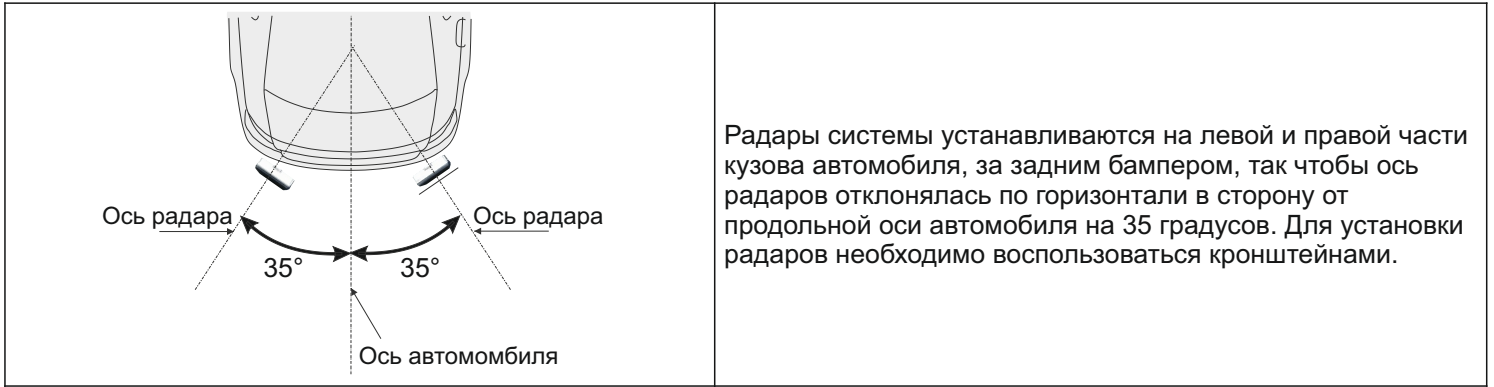 Ось радара
Ось радара
35°
35°
Ось автомомбиля
Радары системы устанавливаются на левой и правой части
кузова автомобиля, за задним бампером, так чтобы ось
радаров отклонялась по горизонтали в сторону от
продольной оси автомобиля на 35 градусов. Для установки
радаров необходимо воспользоваться кронштейнами.